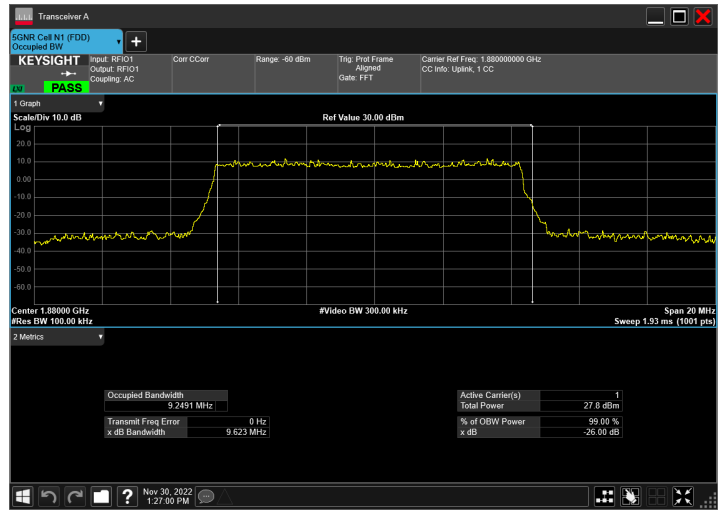 Transceiver A
5GNR Cell N1 (FDD)
Occupied BW
+
KEYSIGHT
PASS
Input: RFIO1
Output: RFIO1
Coupling: AC
Corr CCorr
Range: -60 dBm
Trig: Prot Frame
Aligned
Gate: FFT
Carrier Ref Freq: 1.880000000 GHz
CC Info: Uplink, 1 CC
1 Graph
Scale/Div 10.0 dB
Ref Value 30.00 dBm
Log
20.0
10.0
0.00
-10.0
-20.0
-30.0
-40.0
-50.0
-60.0
Center 1.88000 GHz
#Video BW 300.00 kHz
Span 20 MHz
#Res BW 100.00 kHz
Sweep 1.93 ms (1001 pts)
2 Metrics
Occupied Bandwidth
9.2491 MHz
Transmit Freq Error 0 Hz
x dB Bandwidth 9.623 MHz
Active Carrier(s) 1
Total Power 27.8 dBm
% of OBW Power 99.00 %
x dB -26.00 dB
?
Nov 30, 2022
1:27:00 PM